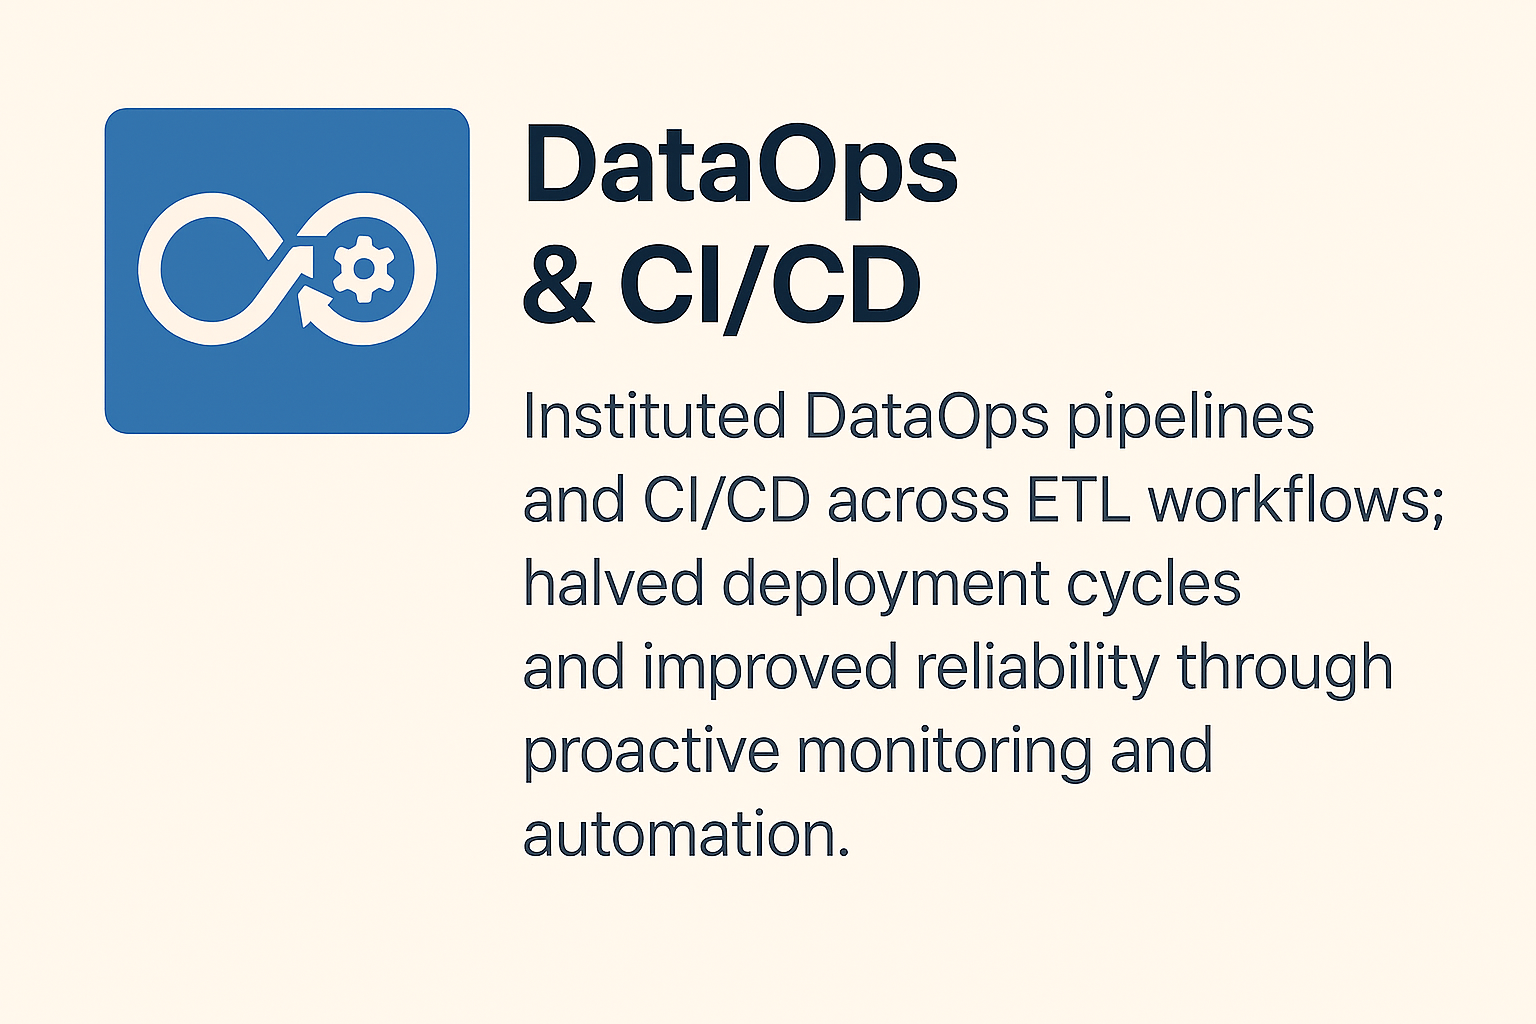 DataOps
& CI/CD
Instituted DataOps pipelines
and CI/CD across ETL workflows;
halved deployment cycles
and improved reliability through
proactive monitoring and
automation.